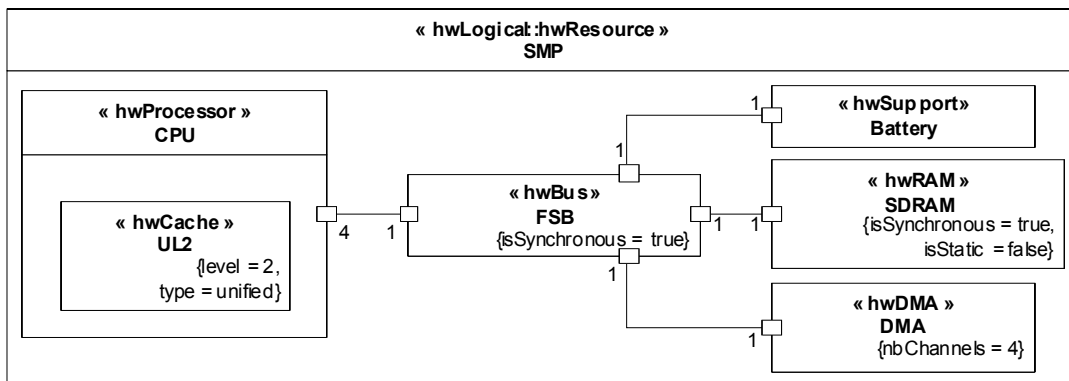 « hwLogical::hwResource »
SMP
« hwProcessor »
CPU
« hwCache »
UL2
{level = 2,
type = unified}
4
1
« hwBus »
FSB
{isSynchronous = true}
1
1
1
1
« hwSupport»
Battery
1
« hwRAM »
SDRAM
{isSynchronous = true,
isStatic = false}
1
« hwDMA »
DMA
{nbChannels = 4}
1